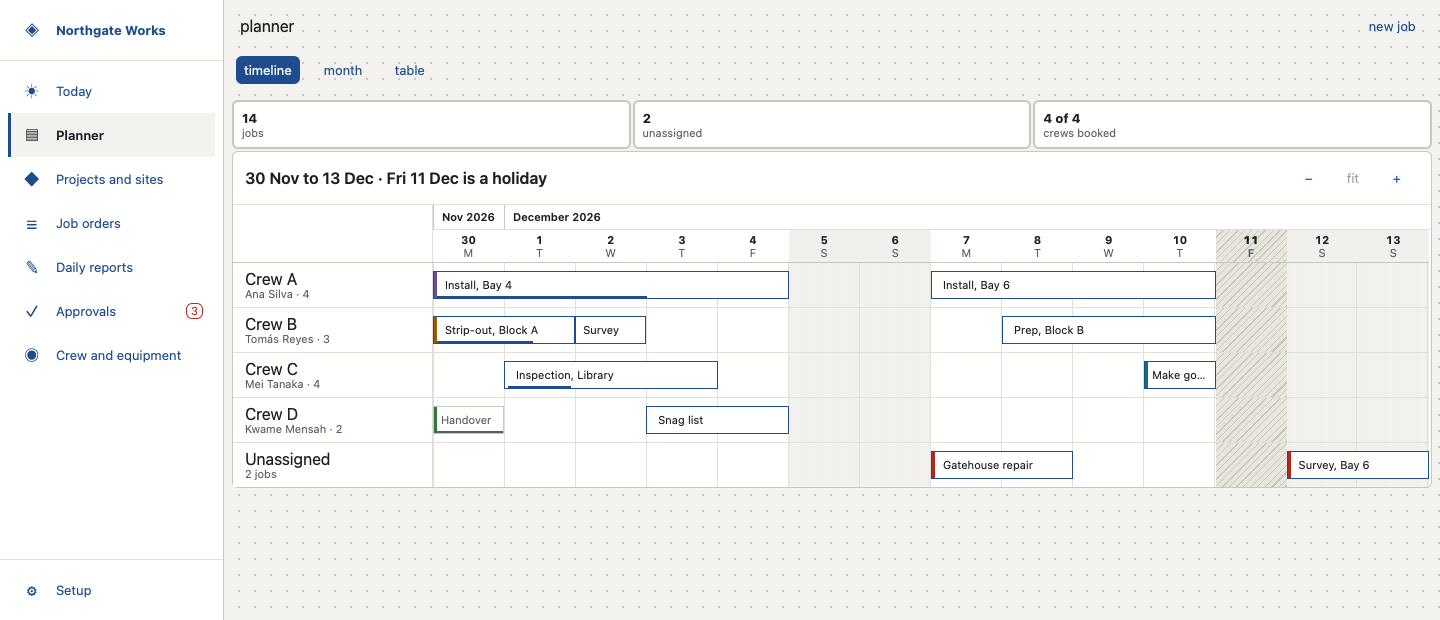 Northgate Works
Today
Planner
Projects and sites
Job orders
Daily reports
Approvals 3
Crew and equipment
Setup
planner
new job
timeline month table
14
jobs
2
unassigned
4 of 4
crews booked
30 Nov to 13 Dec · Fri 11 Dec is a holiday
− fit +
Nov 2026 December 2026
30 1 2 3 4 5 6 7 8 9 10 11 12 13
M T W T F S S M T W T F S S
Crew A
Ana Silva · 4
Install, Bay 4
Install, Bay 6
Crew B
Tomás Reyes · 3
Strip-out, Block A
Survey
Prep, Block B
Crew C
Mei Tanaka · 4
Inspection, Library
Make go…
Crew D
Kwame Mensah · 2
Handover
Snag list
Unassigned
2 jobs
Gatehouse repair
Survey, Bay 6